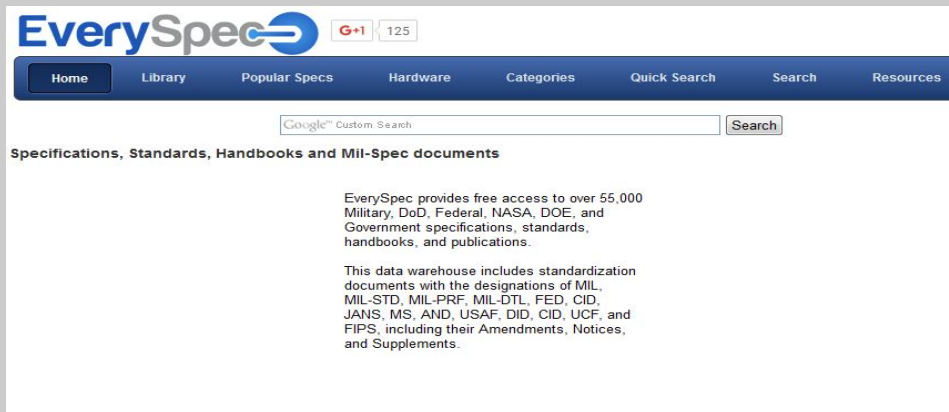 EverySpec
G+1 125
Home Library Popular Specs Hardware Categories Quick Search Search Resources
Google™ Custom Search Search
Specifications, Standards, Handbooks and Mil-Spec documents
EverySpec provides free access to over 55,000
Military, DoD, Federal, NASA, DOE, and
Government specifications, standards,
handbooks, and publications.
This data warehouse includes standardization
documents with the designations of MIL,
MIL-STD, MIL-PRF, MIL-DTL, FED, CID,
JANS, MS, AND, USAF, DID, CID, UCF, and
FIPS, including their Amendments, Notices,
and Supplements.